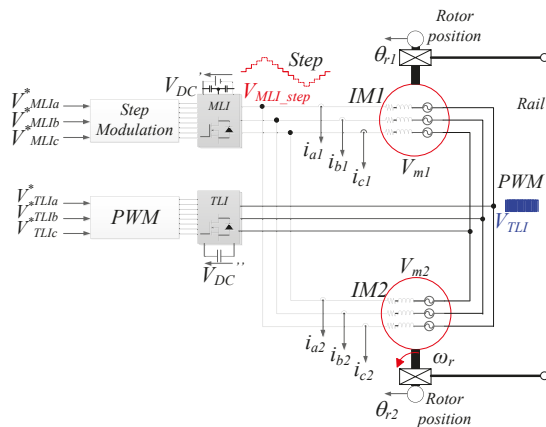 Rotor
position
Step
θr1
VDC
V*MLIa
V*MLIb
V*MLIc
Step
Modulation
MLI
VMLI_step
IM1
Rail
ia1
ib1
ic1
Vm1
V*TLIa
V*TLIb
V*TLIc
PWM
TLI
PWM
VTLI
VDC
Vm2
IM2
ia2
ib2
ic2
ωr
θr2
Rotor
position